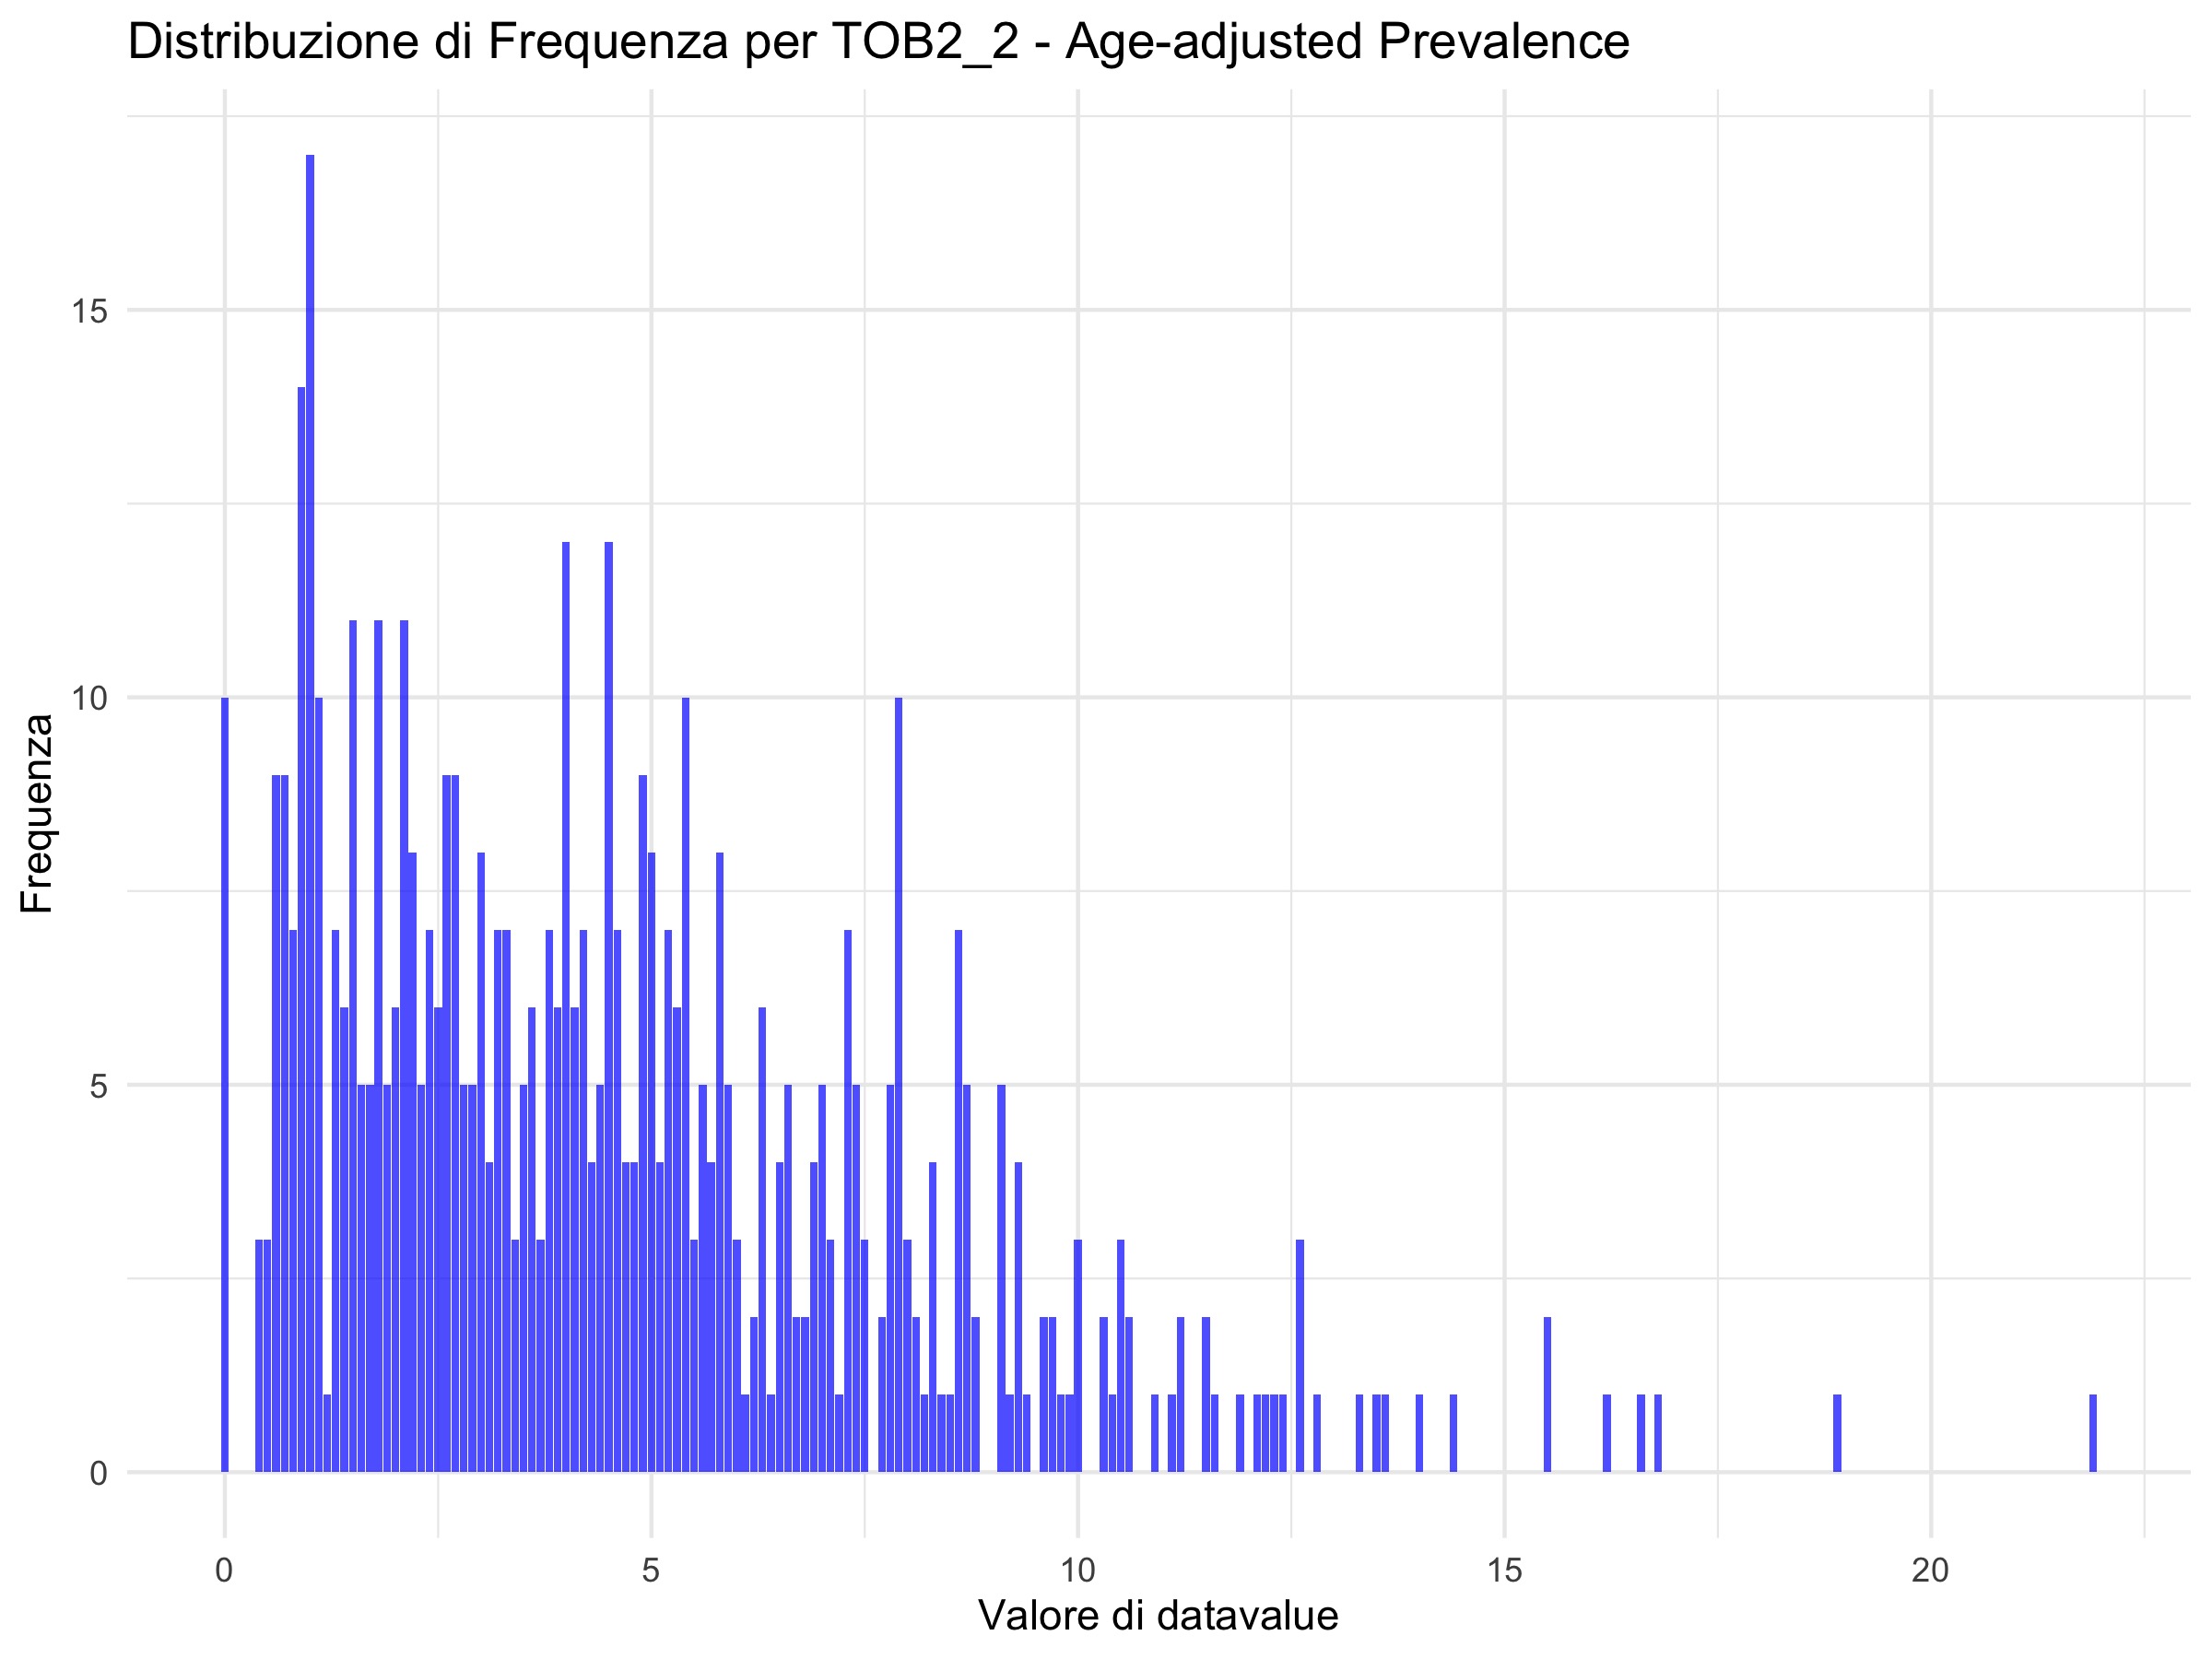 Distribuzione di Frequenza per TOB2_2 - Age-adjusted Prevalence
Frequenza
15
10
5
0
0 5 10 15 20
Valore di datavalue